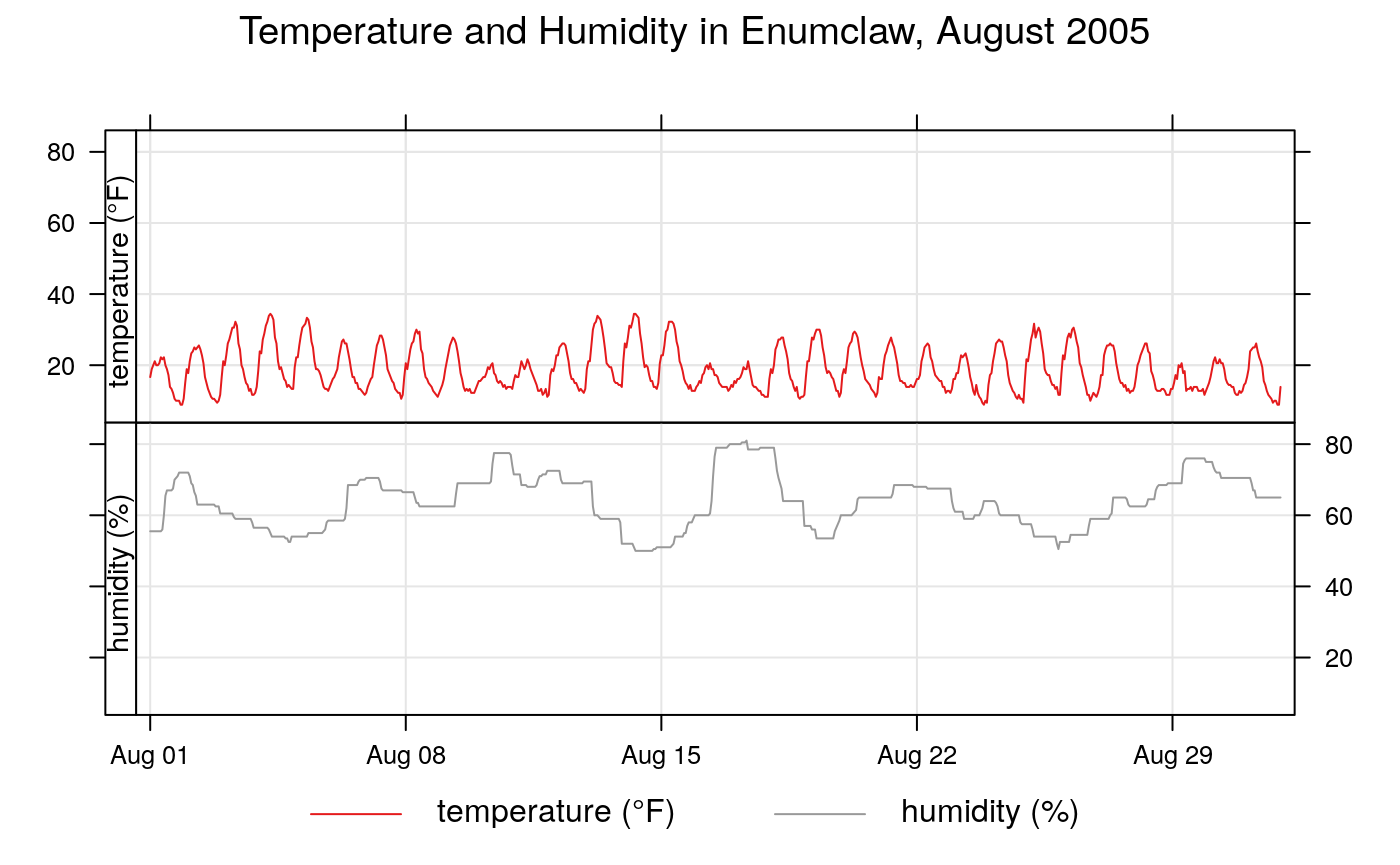 Temperature and Humidity in Enumclaw, August 2005
80
60
40
20
temperature (°F)
humidity (%)
80
60
40
20
Aug 01
Aug 08
Aug 15
Aug 22
Aug 29
temperature (°F)
humidity (%)